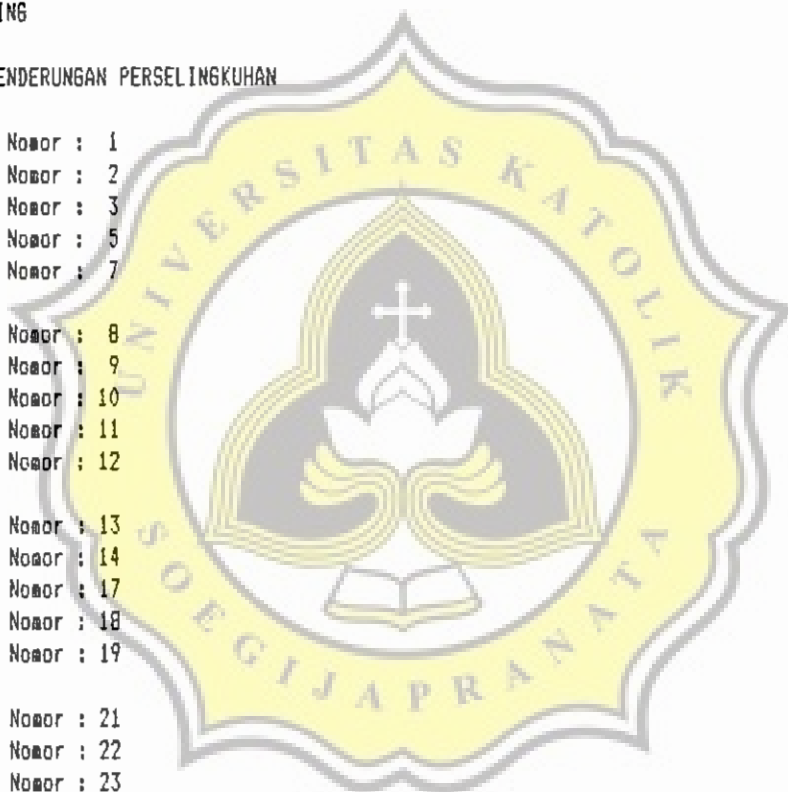 ING
ENDERUNGAN PERSELINGKUHAN
Nomor : 1
Nomor : 2
Nomor : 3
Nomor : 5
Nomor : 7
Nomor : 8
Nomor : 9
Nomor : 10
Nomor : 11
Nomor : 12
Nomor : 13
Nomor : 14
Nomor : 17
Nomor : 18
Nomor : 19
Nomor : 21
Nomor : 22
Nomor : 23
UNIVERSITAS KATOLIK
SOEGIJAPRANATA